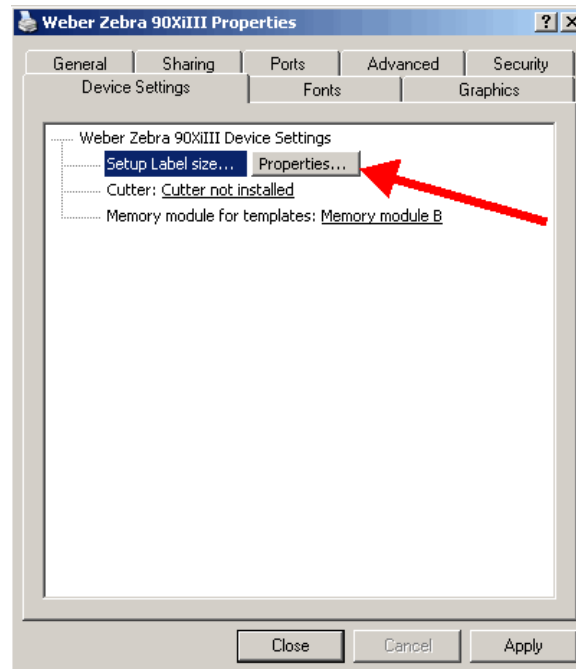 Weber Zebra 90XiIII Properties
General Sharing Ports Advanced Security
Device Settings Fonts Graphics
Weber Zebra 90XiIII Device Settings
Setup Label size... Properties...
Cutter: Cutter not installed
Memory module for templates: Memory module B
Close Cancel Apply